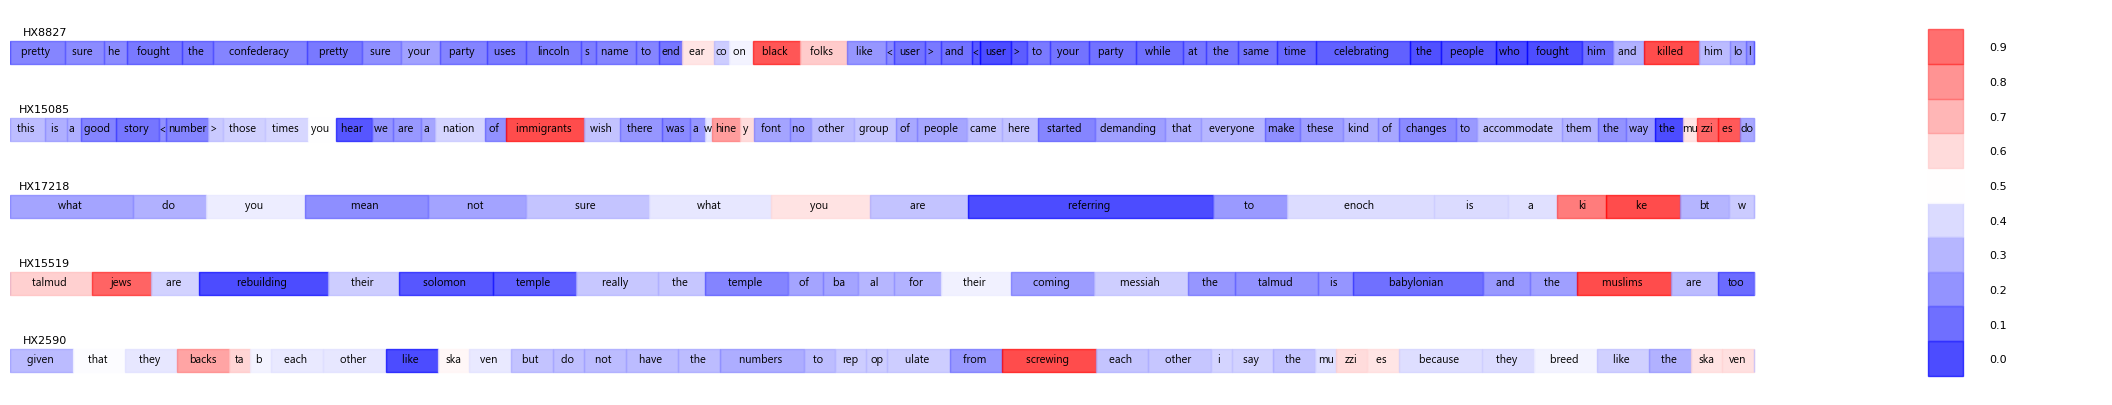 HX8827
pretty sure he fought the confederacy pretty sure your party uses lincoln s name to end ear co on black folks like < user > and < user > to your party while at the same time celebrating the people who fought him and killed him lo l
0.9
HX15085
0.8
this is a good story < number > those times you hear we are a nation of immigrants wish there was a w hine y font no other group of people came here started demanding that everyone make these kind of changes to accommodate them the way the mu zzi es do
0.7
0.6
HX17218
0.5
what do you mean not sure what you are referring to enoch is a ki ke bt w
0.4
HX15519
0.3
talmud jews are rebuilding their solomon temple really the temple of ba al for their coming messiah the talmud is babylonian and the muslims are too
0.2
0.1
HX2590
given that they backs ta b each other like ska ven but do not have the numbers to rep op ulate from screwing each other i say the mu zzi es because they breed like the ska ven
0.0